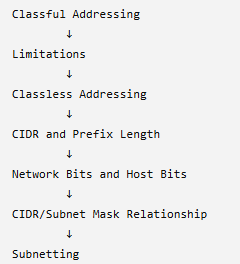 Classful Addressing
↓
Limitations
↓
Classless Addressing
↓
CIDR and Prefix Length
↓
Network Bits and Host Bits
↓
CIDR/Subnet Mask Relationship
↓
Subnetting